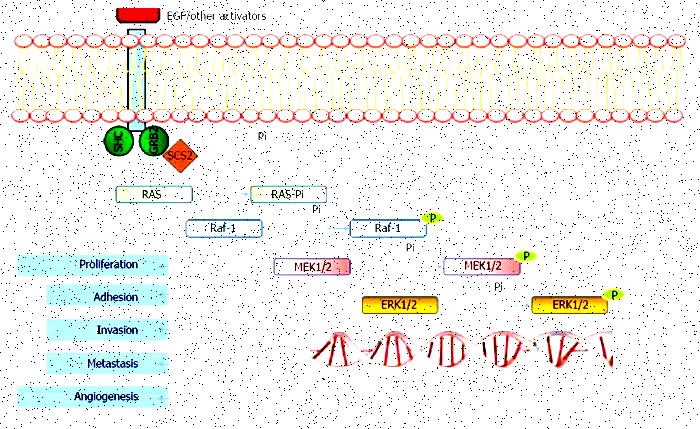 EGF/other activators
SHC
GRB2
SCS2
Pi
RAS
RAS-Pi
Pi
Raf-1
Raf-1
P
Pi
Proliferation
MEK1/2
MEK1/2
P
Pi
Adhesion
ERK1/2
ERK1/2
P
Invasion
Metastasis
Angiogenesis